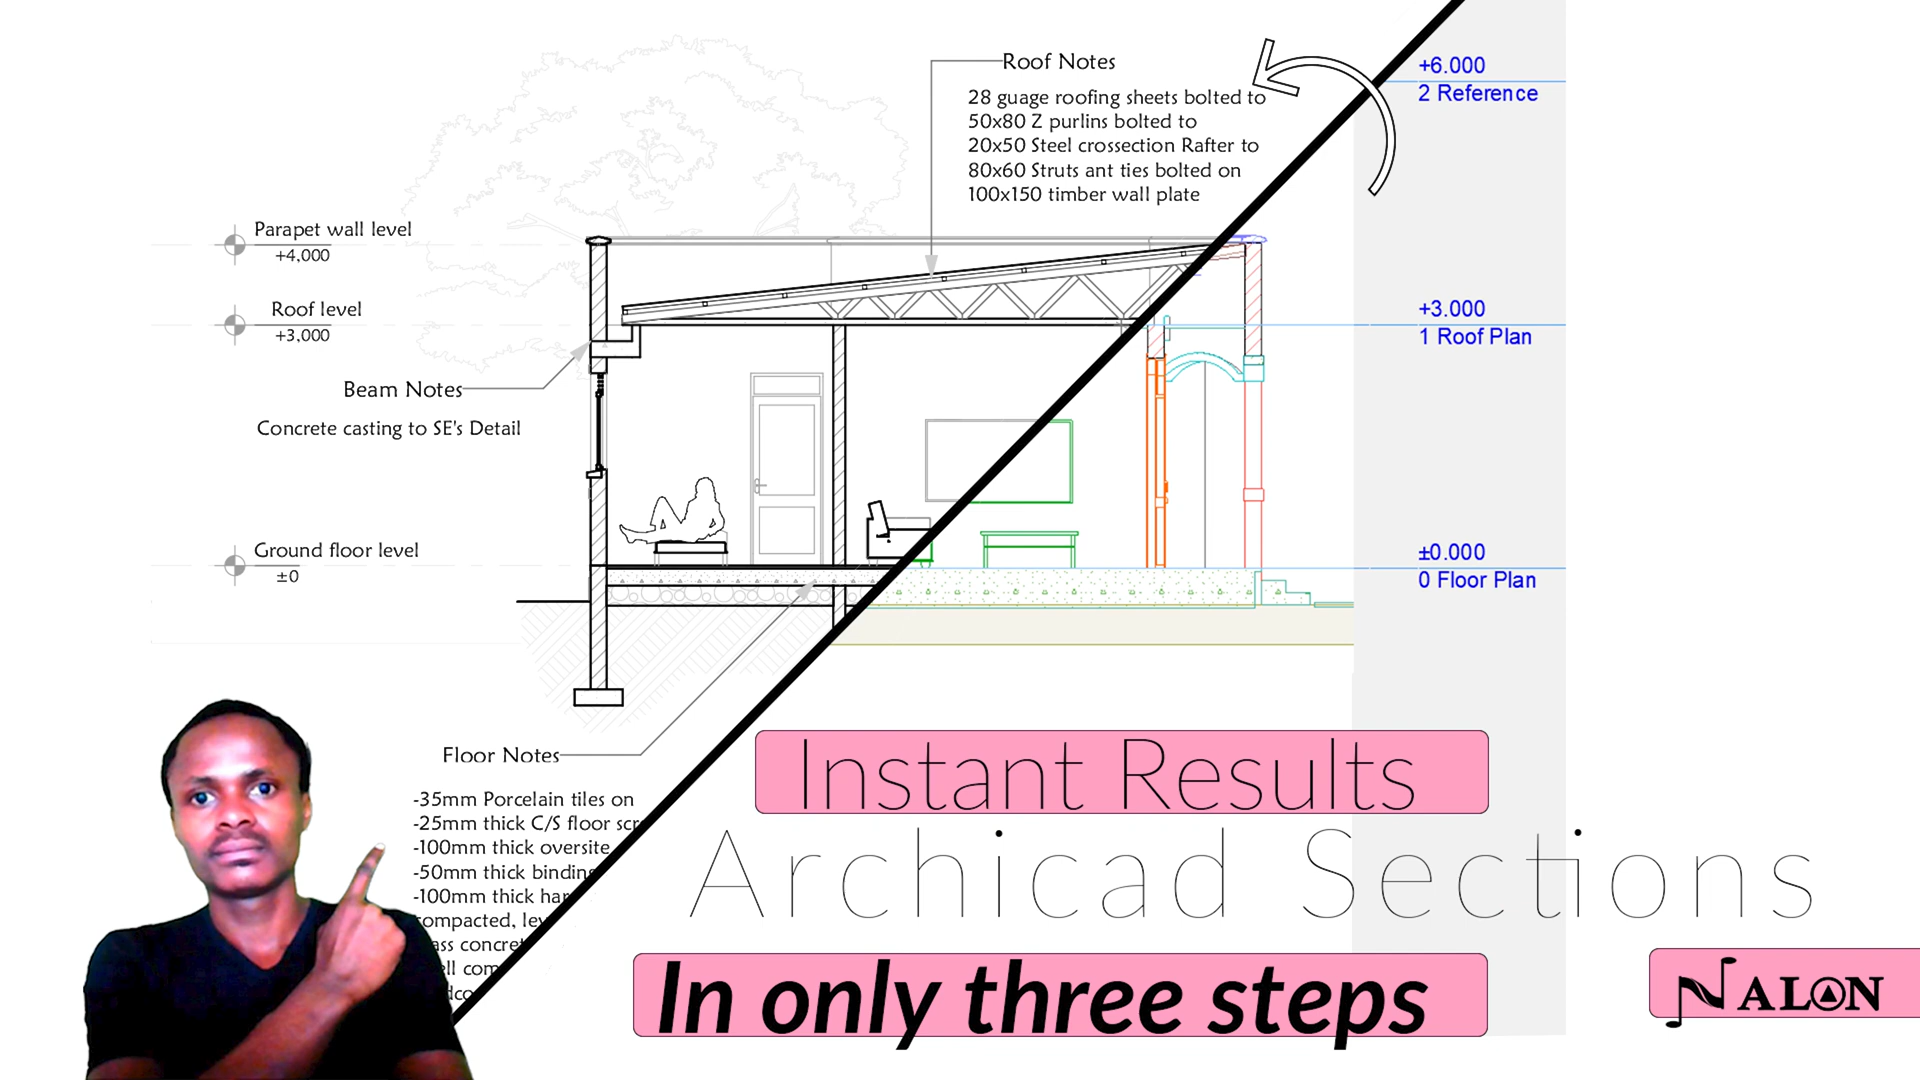 Roof Notes
28 guage roofing sheets bolted to
50x80 Z purlins bolted to
20x50 Steel crossection Rafter to
80x60 Struts ant ties bolted on
100x150 timber wall plate
+6.000
2 Reference
Parapet wall level
+4,000
Roof level
+3,000
+3.000
1 Roof Plan
Beam Notes
Concrete casting to SE's Detail
Ground floor level
±0
±0.000
0 Floor Plan
Floor Notes
-35mm Porcelain tiles on
-25mm thick C/S floor
-100mm thick oversite
-50mm thick
-100mm thick
compacted,
Instant Results
Archicad Sections
In only three steps
NALON